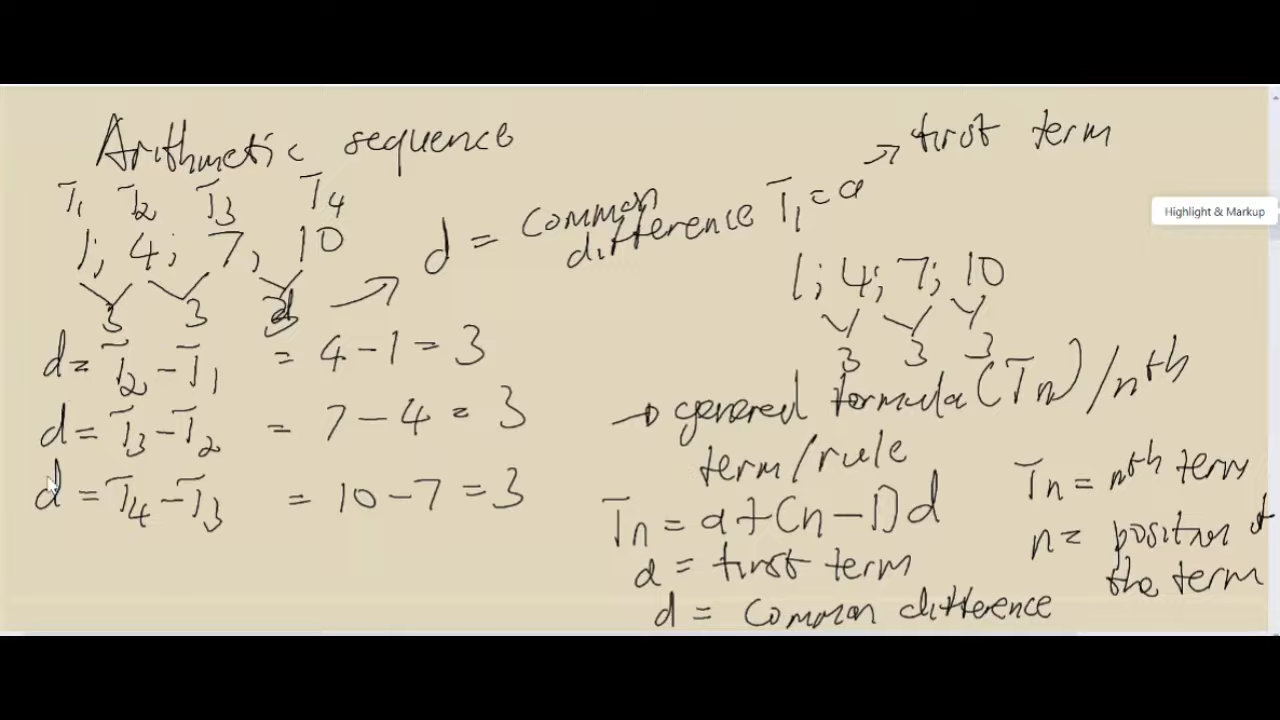 Arithmetic sequence
T1 T2 T3 T4
1; 4; 7, 10
3 3
d = common difference
d = T2 - T1 = 4 - 1 = 3
d = T3 - T2 = 7 - 4 = 3
d = T4 - T3 = 10 - 7 = 3
T1 = a → first term
1; 4; 7; 10
3 3 3
→ general formula (Tn) / nth
term/rule
Tn = a + (n - 1)d
a = first term
d = common difference
Tn = nth term
n = position of
the term
Highlight & Markup